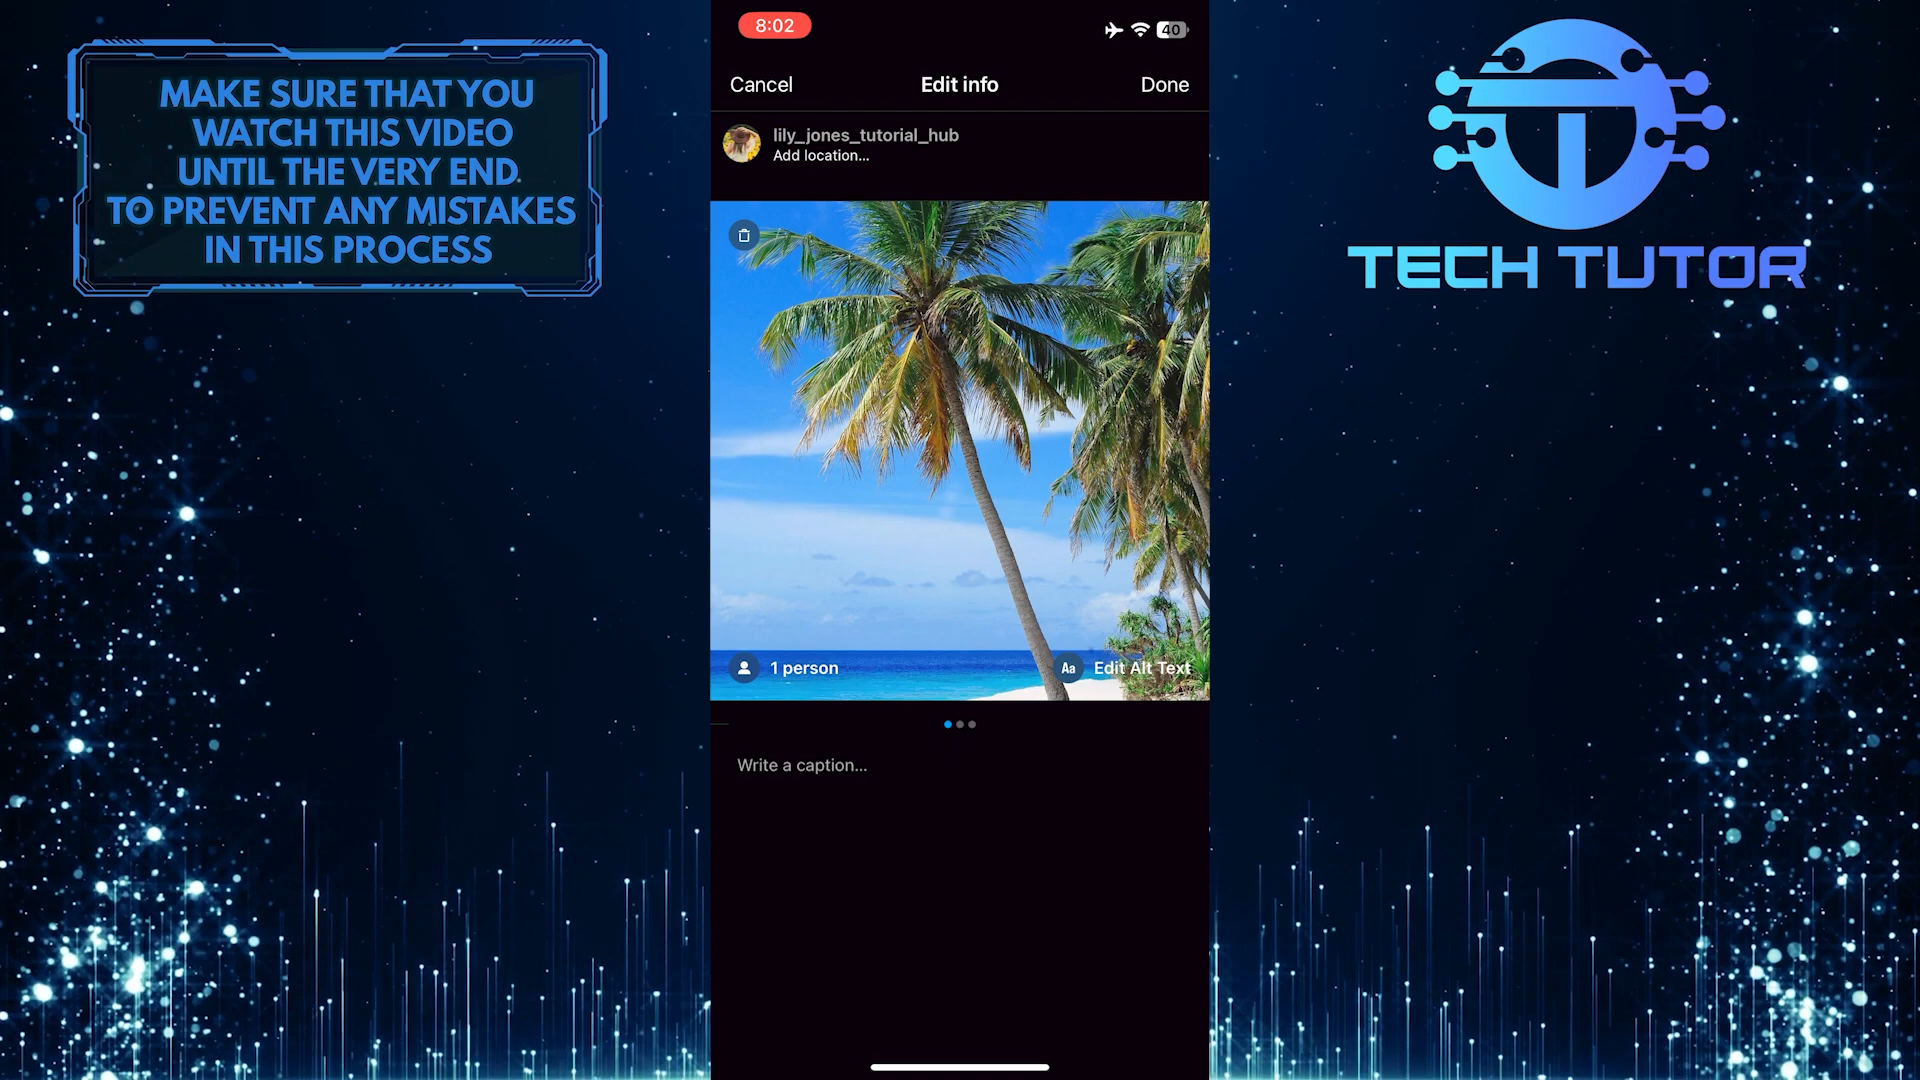 MAKE SURE THAT YOU
WATCH THIS VIDEO
UNTIL THE VERY END
TO PREVENT ANY MISTAKES
IN THIS PROCESS
8:02
40
Cancel
Edit info
Done
lily_jones_tutorial_hub
Add location...
1 person
Aa
Edit Alt Text
Write a caption...
TECH TUTOR